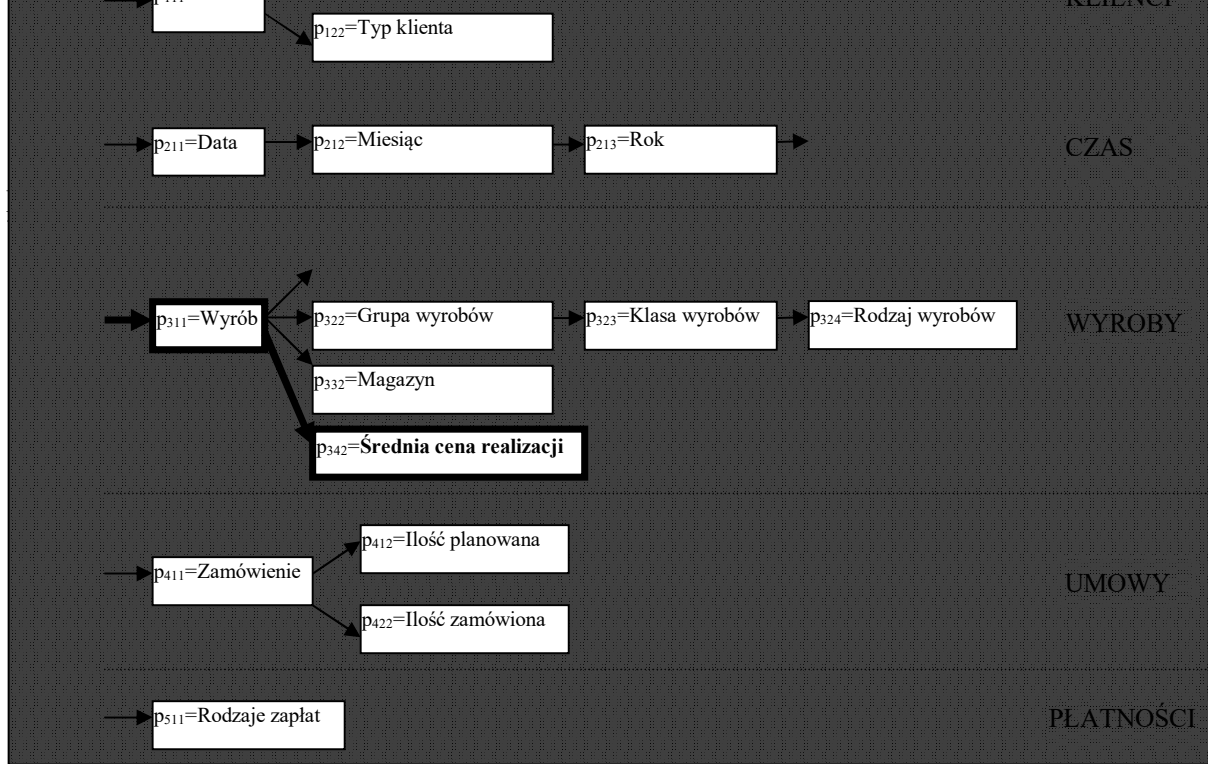 KLIENCI
p122=Typ klienta
p211=Data
p212=Miesiąc
p213=Rok
CZAS
p311=Wyrób
p322=Grupa wyrobów
p323=Klasa wyrobów
p324=Rodzaj wyrobów
WYROBY
p332=Magazyn
p342=Średnia cena realizacji
p411=Zamówienie
p412=Ilość planowana
p422=Ilość zamówiona
UMOWY
p511=Rodzaje zapłat
PŁATNOŚCI